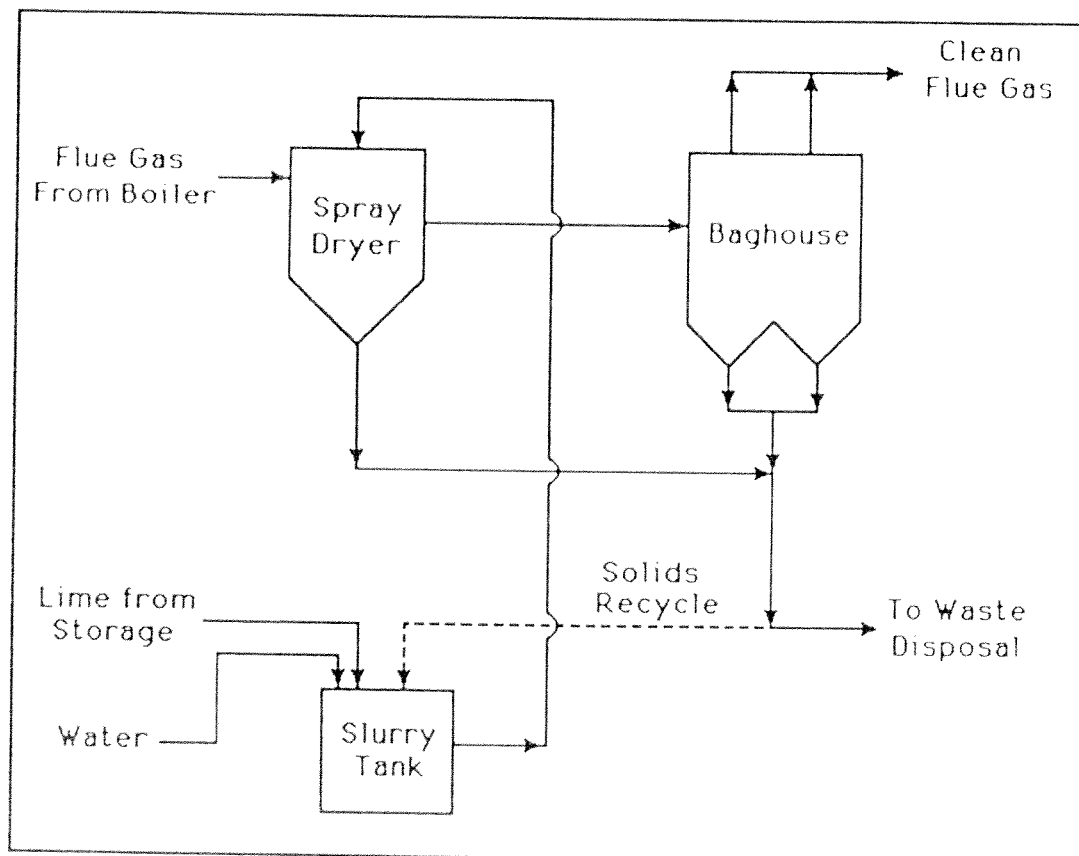 Clean
Flue Gas
Flue Gas
From Boiler
Spray
Dryer
Baghouse
Solids
Recycle
Lime from
Storage
To Waste
Disposal
Water
Slurry
Tank